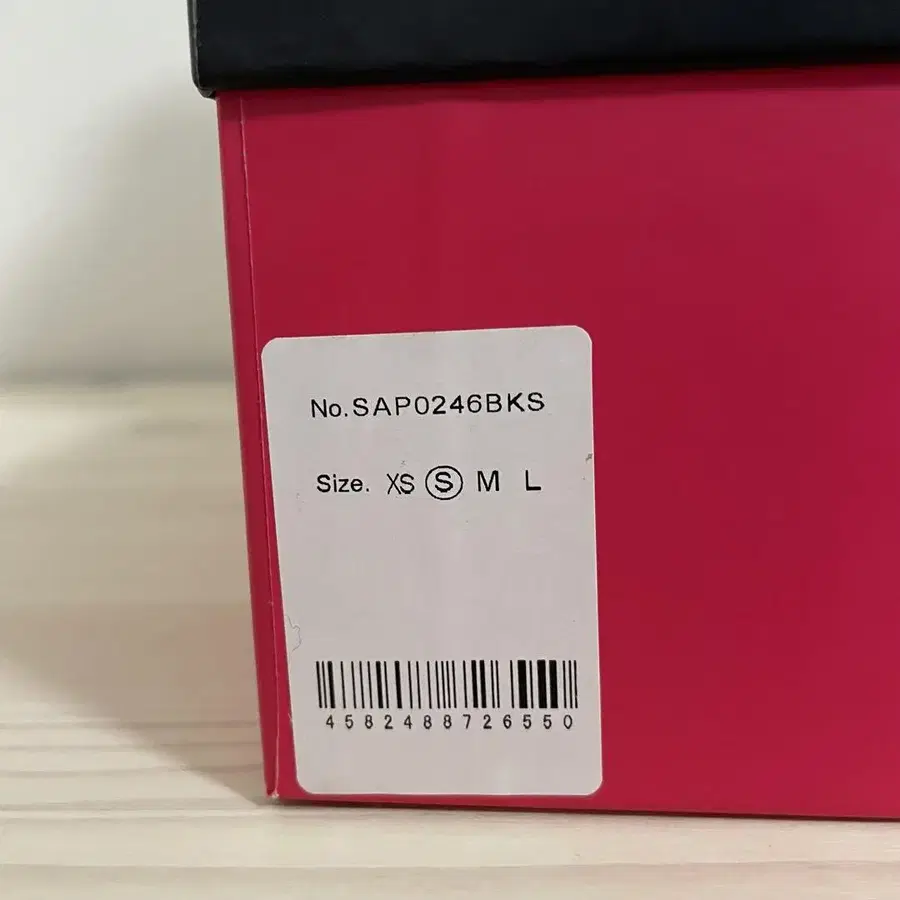 No.SAP0246BKS
Size. XS Ⓢ M L
4582488726550